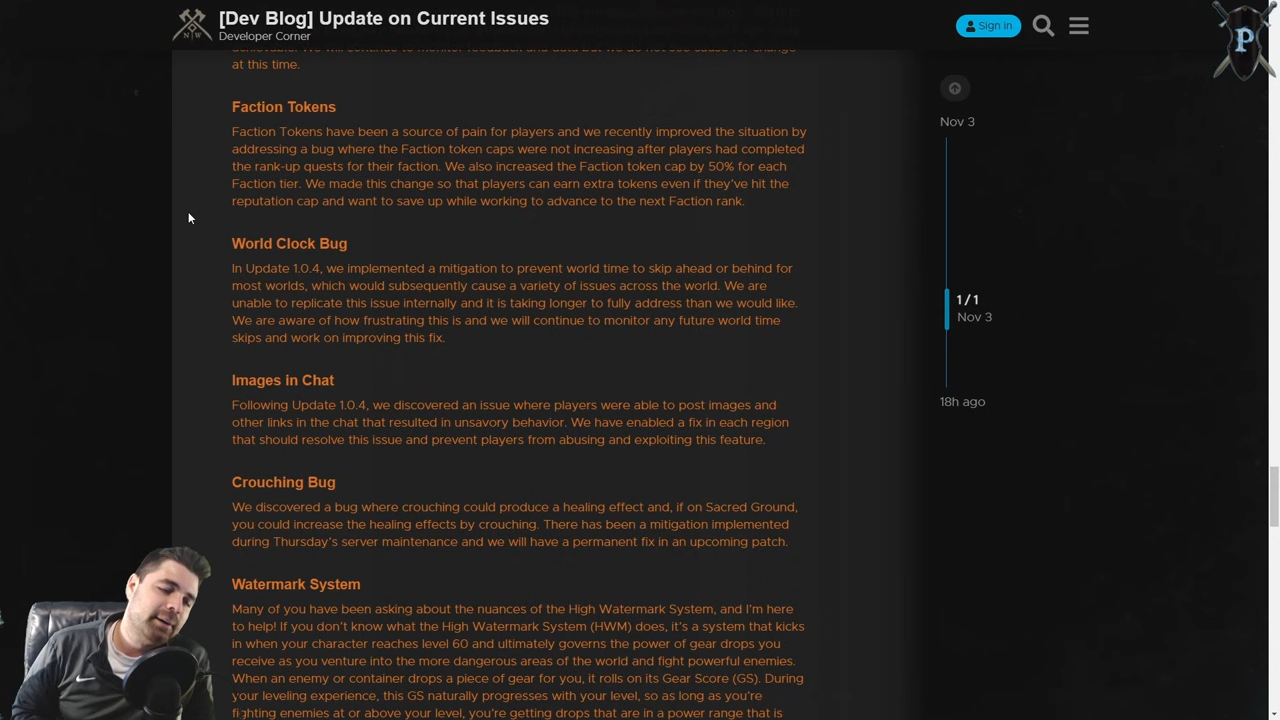 [Dev Blog] Update on Current Issues
Developer Corner
N W
Sign in
P
at this time.
Faction Tokens
Faction Tokens have been a source of pain for players and we recently improved the situation by
addressing a bug where the Faction token caps were not increasing after players had completed
the rank-up quests for their faction. We also increased the Faction token cap by 50% for each
Faction tier. We made this change so that players can earn extra tokens even if they've hit the
reputation cap and want to save up while working to advance to the next Faction rank.
World Clock Bug
In Update 1.0.4, we implemented a mitigation to prevent world time to skip ahead or behind for
most worlds, which would subsequently cause a variety of issues across the world. We are
unable to replicate this issue internally and it is taking longer to fully address than we would like.
We are aware of how frustrating this is and we will continue to monitor any future world time
skips and work on improving this fix.
Images in Chat
Following Update 1.0.4, we discovered an issue where players were able to post images and
other links in the chat that resulted in unsavory behavior. We have enabled a fix in each region
that should resolve this issue and prevent players from abusing and exploiting this feature.
Crouching Bug
We discovered a bug where crouching could produce a healing effect and, if on Sacred Ground,
you could increase the healing effects by crouching. There has been a mitigation implemented
during Thursday's server maintenance and we will have a permanent fix in an upcoming patch.
Watermark System
Many of you have been asking about the nuances of the High Watermark System, and I'm here
to help! If you don't know what the High Watermark System (HWM) does, it's a system that kicks
in when your character reaches level 60 and ultimately governs the power of gear drops you
receive as you venture into the more dangerous areas of the world and fight powerful enemies.
When an enemy or container drops a piece of gear for you, it rolls on its Gear Score (GS). During
your leveling experience, this GS naturally progresses with your level, so as long as you're
fighting enemies at or above your level, you're getting drops that are in a power range that is
Nov 3
1 / 1
Nov 3
18h ago